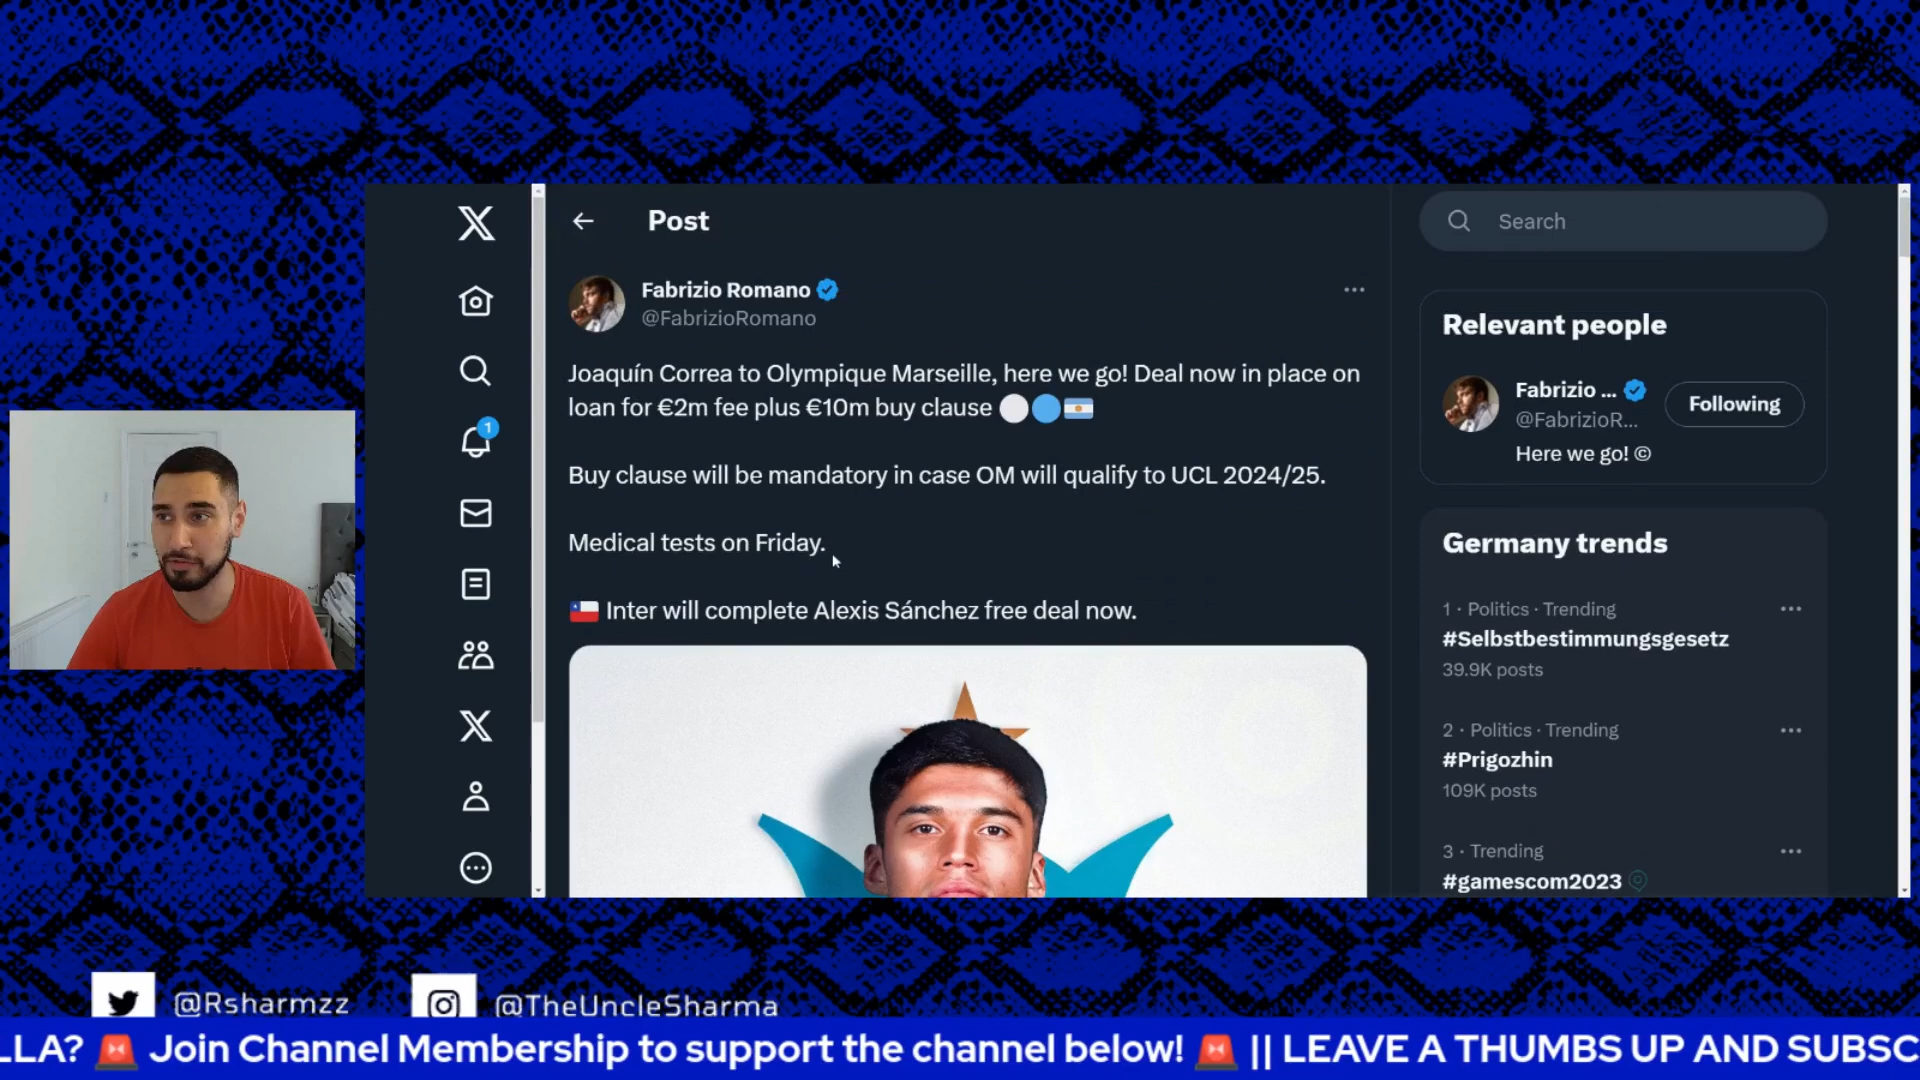 Post
Search
Fabrizio Romano
@FabrizioRomano
Joaquín Correa to Olympique Marseille, here we go! Deal now in place on
loan for €2m fee plus €10m buy clause
Buy clause will be mandatory in case OM will qualify to UCL 2024/25.
Medical tests on Friday.
Inter will complete Alexis Sánchez free deal now.
1
Relevant people
Fabrizio ...
@FabrizioR...
Following
Here we go! ©
Germany trends
1 · Politics · Trending
#Selbstbestimmungsgesetz
39.9K posts
2 · Politics · Trending
#Prigozhin
109K posts
3 · Trending
#gamescom2023
@Rsharmzz
@TheUncleSharma
LLA? 🚨 Join Channel Membership to support the channel below! 🚨 || LEAVE A THUMBS UP AND SUBSC